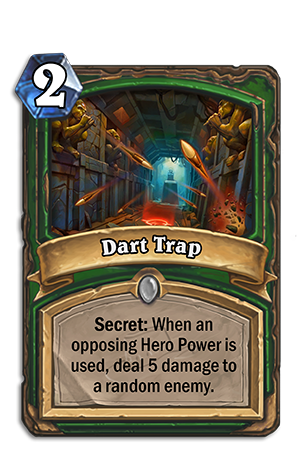 2
Dart Trap
Secret: When an
opposing Hero Power is
used, deal 5 damage to
a random enemy.